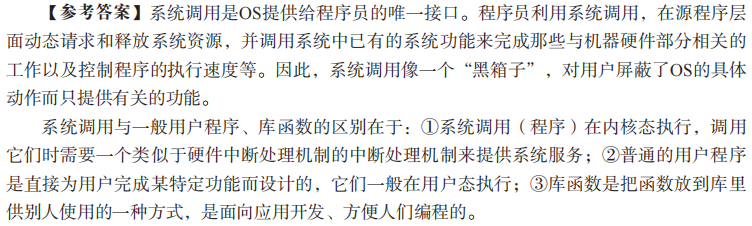 【参考答案】系统调用是OS提供给程序员的唯一接口。程序员利用系统调用，在源程序层
面动态请求和释放系统资源，并调用系统中已有的系统功能来完成那些与机器硬件部分相关的
工作以及控制程序的执行速度等。因此，系统调用像一个“黑箱子”，对用户屏蔽了OS的具体
动作而只提供有关的功能。
系统调用与一般用户程序、库函数的区别在于：①系统调用（程序）在内核态执行，调用
它们时需要一个类似于硬件中断处理机制的中断处理机制来提供系统服务；②普通的用户程序
是直接为用户完成某特定功能而设计的，它们一般在用户态执行；③库函数是把函数放到库里
供别人使用的一种方式，是面向应用开发、方便人们编程的。